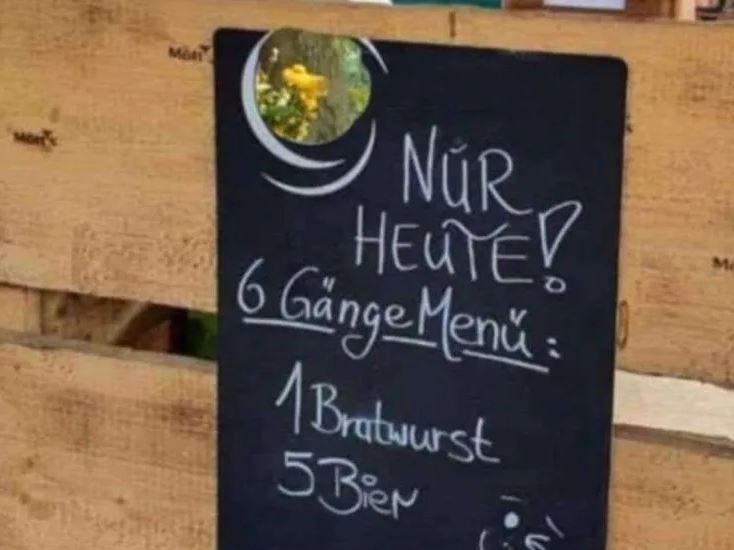 NUR
HEUTE!
6 Gänge Menü:
1 Bratwurst
5 Bier